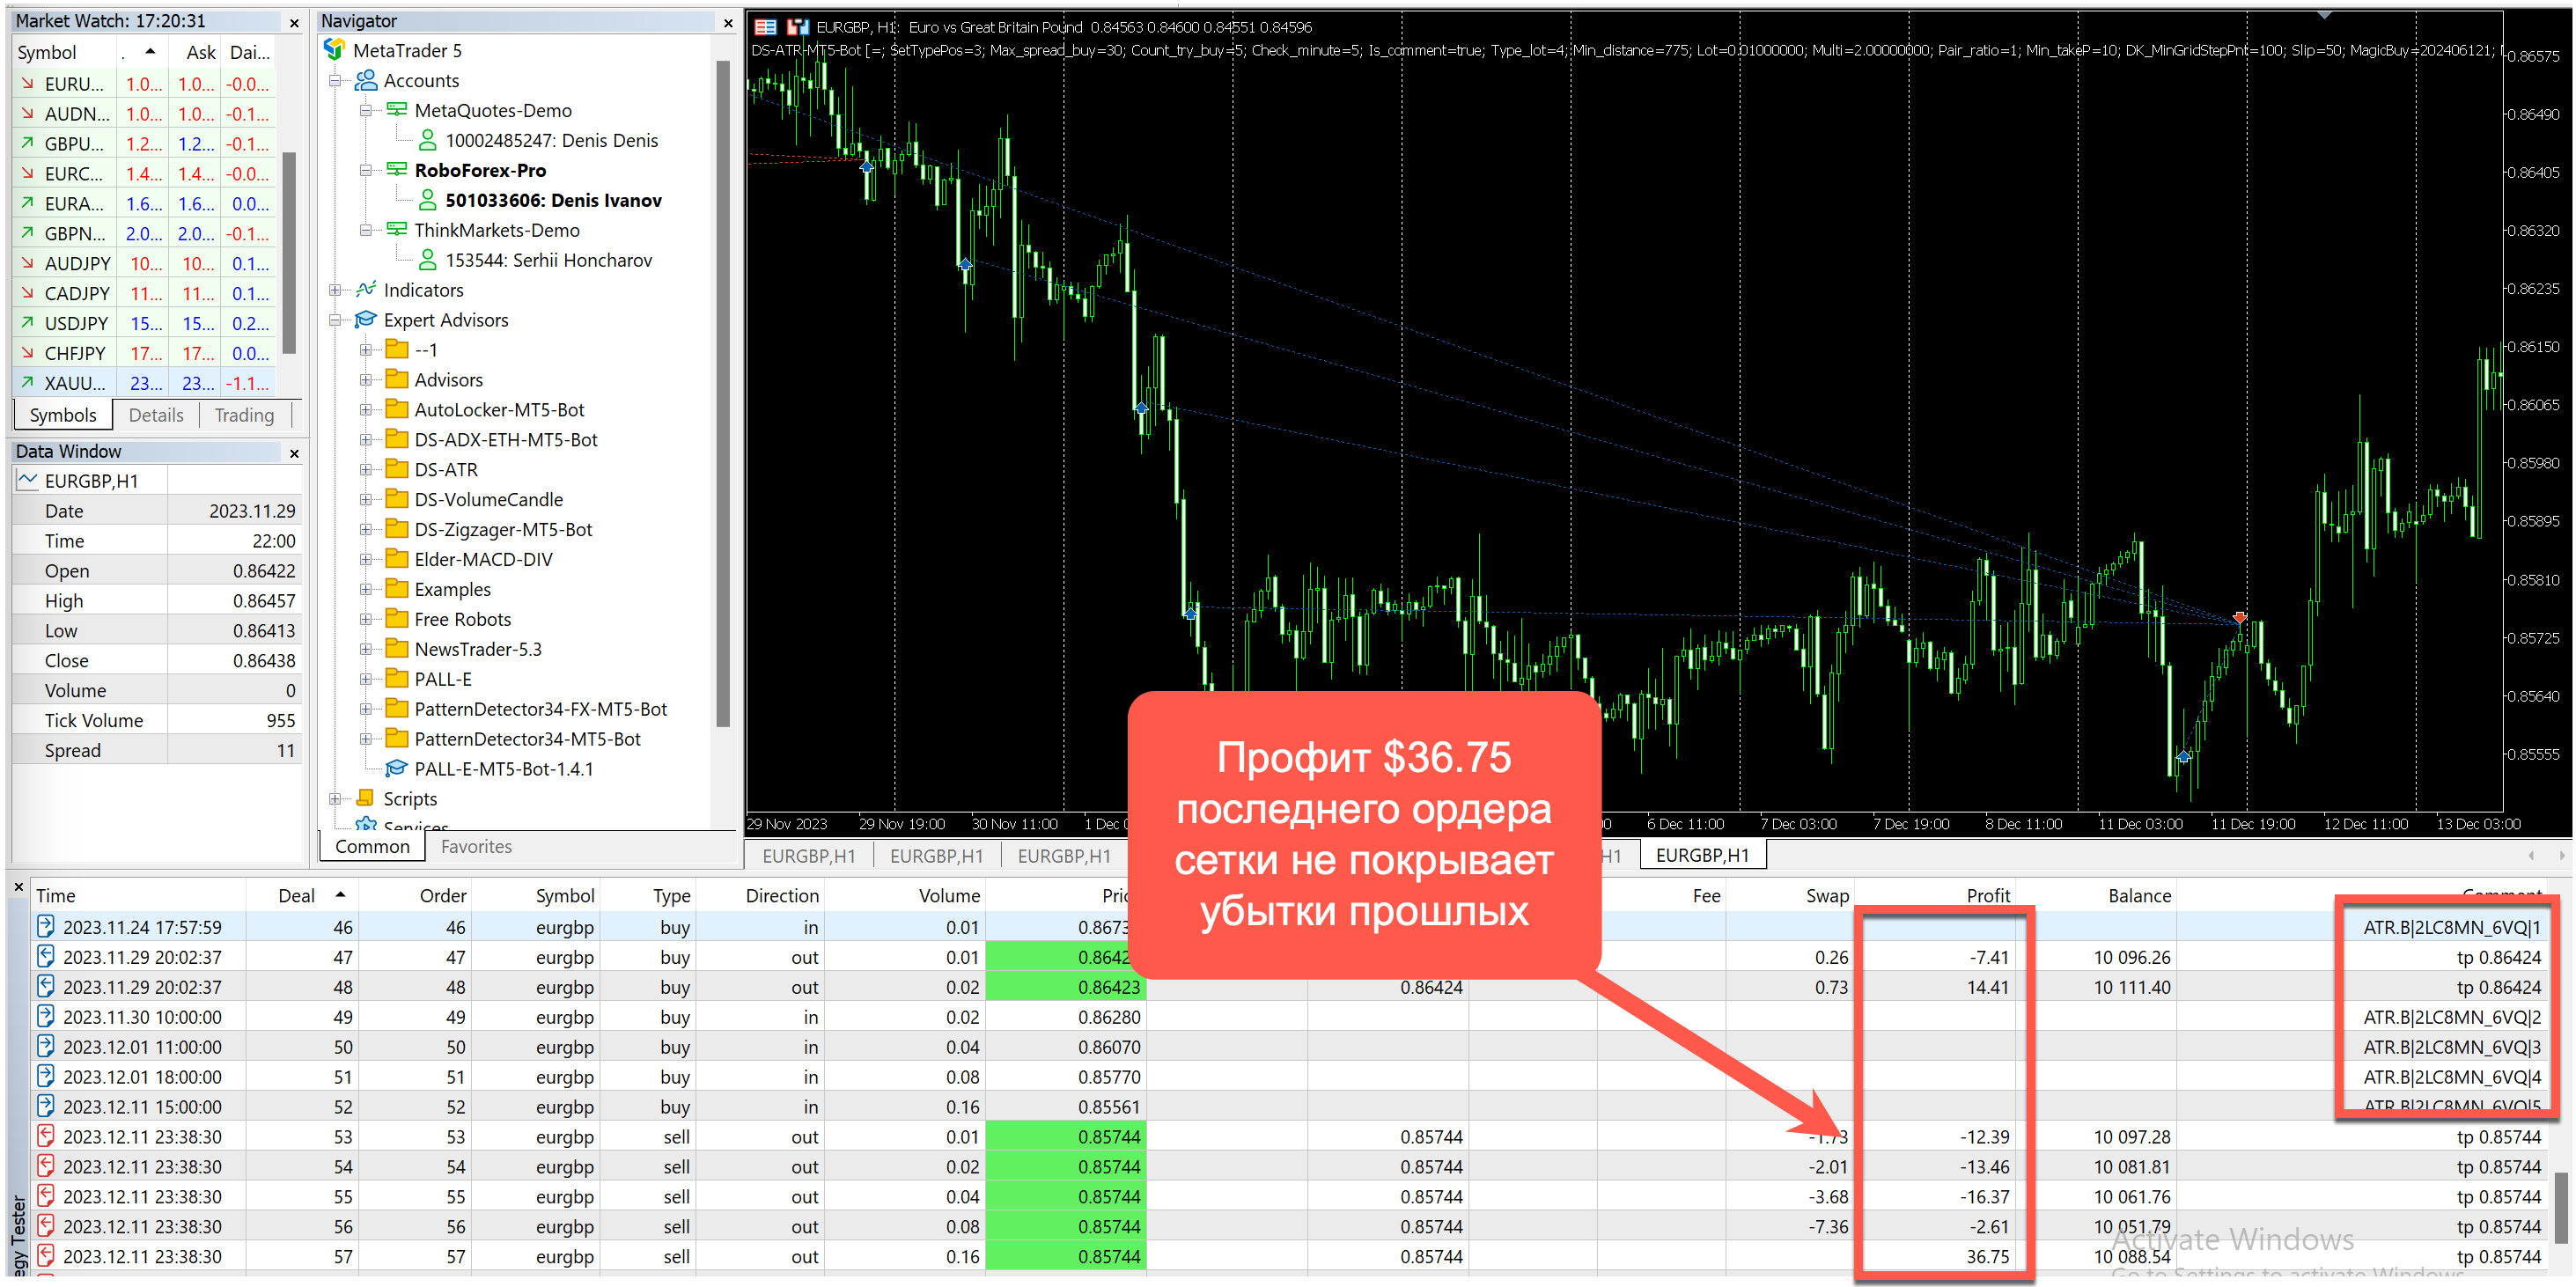 Market Watch: 17:20:31
Symbol . Ask Dai...
EURU... 1.0... 1.0... -0.0...
AUDN... 1.0... 1.0... -0.1...
GBPU... 1.2... 1.2... -0.1...
EURC... 1.4... 1.4... -0.0...
EURA... 1.6... 1.6... 0.0...
GBPN... 2.0... 2.0... -0.1...
AUDJPY 10... 10... 0.1...
CADJPY 11... 11... 0.1...
USDJPY 15... 15... 0.2...
CHFJPY 17... 17... 0.0...
XAUU... 23... 23... -1.1...
Symbols Details Trading
Data Window
EURGBP,H1
Date 2023.11.29
Time 22:00
Open 0.86422
High 0.86457
Low 0.86413
Close 0.86438
Volume 0
Tick Volume 955
Spread 11
Navigator
MetaTrader 5
Accounts
MetaQuotes-Demo
10002485247: Denis Denis
RoboForex-Pro
501033606: Denis Ivanov
ThinkMarkets-Demo
153544: Serhii Honcharov
Indicators
Expert Advisors
--1
Advisors
AutoLocker-MT5-Bot
DS-ADX-ETH-MT5-Bot
DS-ATR
DS-VolumeCandle
DS-Zigzager-MT5-Bot
Elder-MACD-DIV
Examples
Free Robots
NewsTrader-5.3
PALL-E
PatternDetector34-FX-MT5-Bot
PatternDetector34-MT5-Bot
PALL-E-MT5-Bot-1.4.1
Scripts
Services
Common Favorites
EURGBP, H1: Euro vs Great Britain Pound 0.84563 0.84600 0.84551 0.84596
DS-ATR-MT5-Bot [=; SetTypePos=3; Max_spread_buy=30; Count_try_buy=5; Check_minute=5; Is_comment=true; Type_lot=4; Min_distance=775; Lot=0.01000000; Multi=2.00000000; Pair_ratio=1; Min_takeP=10; DK_MinGridStepPnt=100; Slip=50; MagicBuy=202406121;
0.86575
0.86490
0.86405
0.86320
0.86235
0.86150
0.86065
0.85980
0.85895
0.85810
0.85725
0.85640
0.85555
29 Nov 2023 29 Nov 19:00 30 Nov 11:00 1 Dec 6 Dec 11:00 7 Dec 03:00 7 Dec 19:00 8 Dec 11:00 11 Dec 03:00 11 Dec 19:00 12 Dec 11:00 13 Dec 03:00
EURGBP,H1 EURGBP,H1 EURGBP,H1 H1 EURGBP,H1
Профит $36.75
последнего ордера
сетки не покрывает
убытки прошлых
Time Deal Order Symbol Type Direction Volume Pric Fee Swap Profit Balance Comment
2023.11.24 17:57:59 46 46 eurgbp buy in 0.01 0.8673 ATR.B|2LC8MN_6VQ|1
2023.11.29 20:02:37 47 47 eurgbp buy out 0.01 0.8642 0.26 -7.41 10 096.26 tp 0.86424
2023.11.29 20:02:37 48 48 eurgbp buy out 0.02 0.86423 0.86424 0.73 14.41 10 111.40 tp 0.86424
2023.11.30 10:00:00 49 49 eurgbp buy in 0.02 0.86280 ATR.B|2LC8MN_6VQ|2
2023.12.01 11:00:00 50 50 eurgbp buy in 0.04 0.86070 ATR.B|2LC8MN_6VQ|3
2023.12.01 18:00:00 51 51 eurgbp buy in 0.08 0.85770 ATR.B|2LC8MN_6VQ|4
2023.12.11 15:00:00 52 52 eurgbp buy in 0.16 0.85561 ATR.B|2LC8MN_6VQ|5
2023.12.11 23:38:30 53 53 eurgbp sell out 0.01 0.85744 0.85744 -1.73 -12.39 10 097.28 tp 0.85744
2023.12.11 23:38:30 54 54 eurgbp sell out 0.02 0.85744 0.85744 -2.01 -13.46 10 081.81 tp 0.85744
2023.12.11 23:38:30 55 55 eurgbp sell out 0.04 0.85744 0.85744 -3.68 -16.37 10 061.76 tp 0.85744
2023.12.11 23:38:30 56 56 eurgbp sell out 0.08 0.85744 0.85744 -7.36 -2.61 10 051.79 tp 0.85744
2023.12.11 23:38:30 57 57 eurgbp sell out 0.16 0.85744 0.85744 36.75 10 088.54 tp 0.85744
egy Tester
Activate Windows
Go to Settings to activate Windows